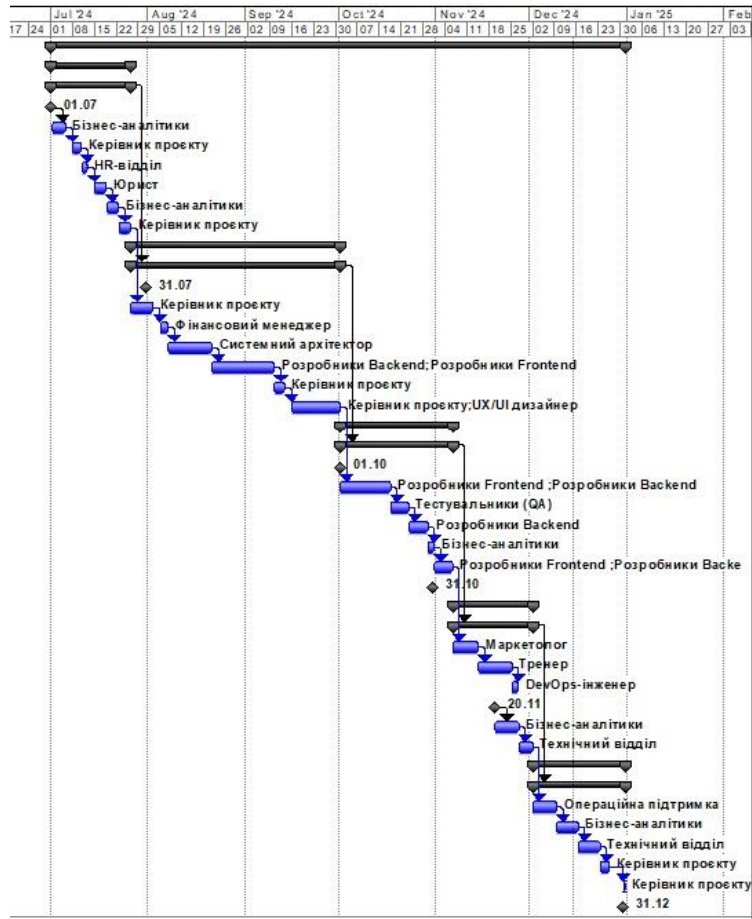 Jul '24 Aug '24 Sep '24 Oct '24 Nov '24 Dec '24 Jan '25 Feb
17 24 01 08 15 22 29 05 12 19 26 02 09 16 23 30 07 14 21 28 04 11 18 25 02 09 16 23 30 06 13 20 27 03
01.07
Бізнес-аналітики
Керівник проєкту
HR-відділ
Юрист
Бізнес-аналітики
Керівник проєкту
31.07
Керівник проєкту
Фінансовий менеджер
Системний архітектор
Розробники Backend;Розробники Frontend
Керівник проєкту
Керівник проєкту;UX/UI дизайнер
01.10
Розробники Frontend ;Розробники Backend
Тестувальники (QA)
Розробники Backend
Бізнес-аналітики
Розробники Frontend ;Розробники Backe
31.10
Маркетолог
Тренер
DevOps-інженер
20.11
Бізнес-аналітики
Технічний відділ
Операційна підтримка
Бізнес-аналітики
Технічний відділ
Керівник проєкту
Керівник проєкту
31.12